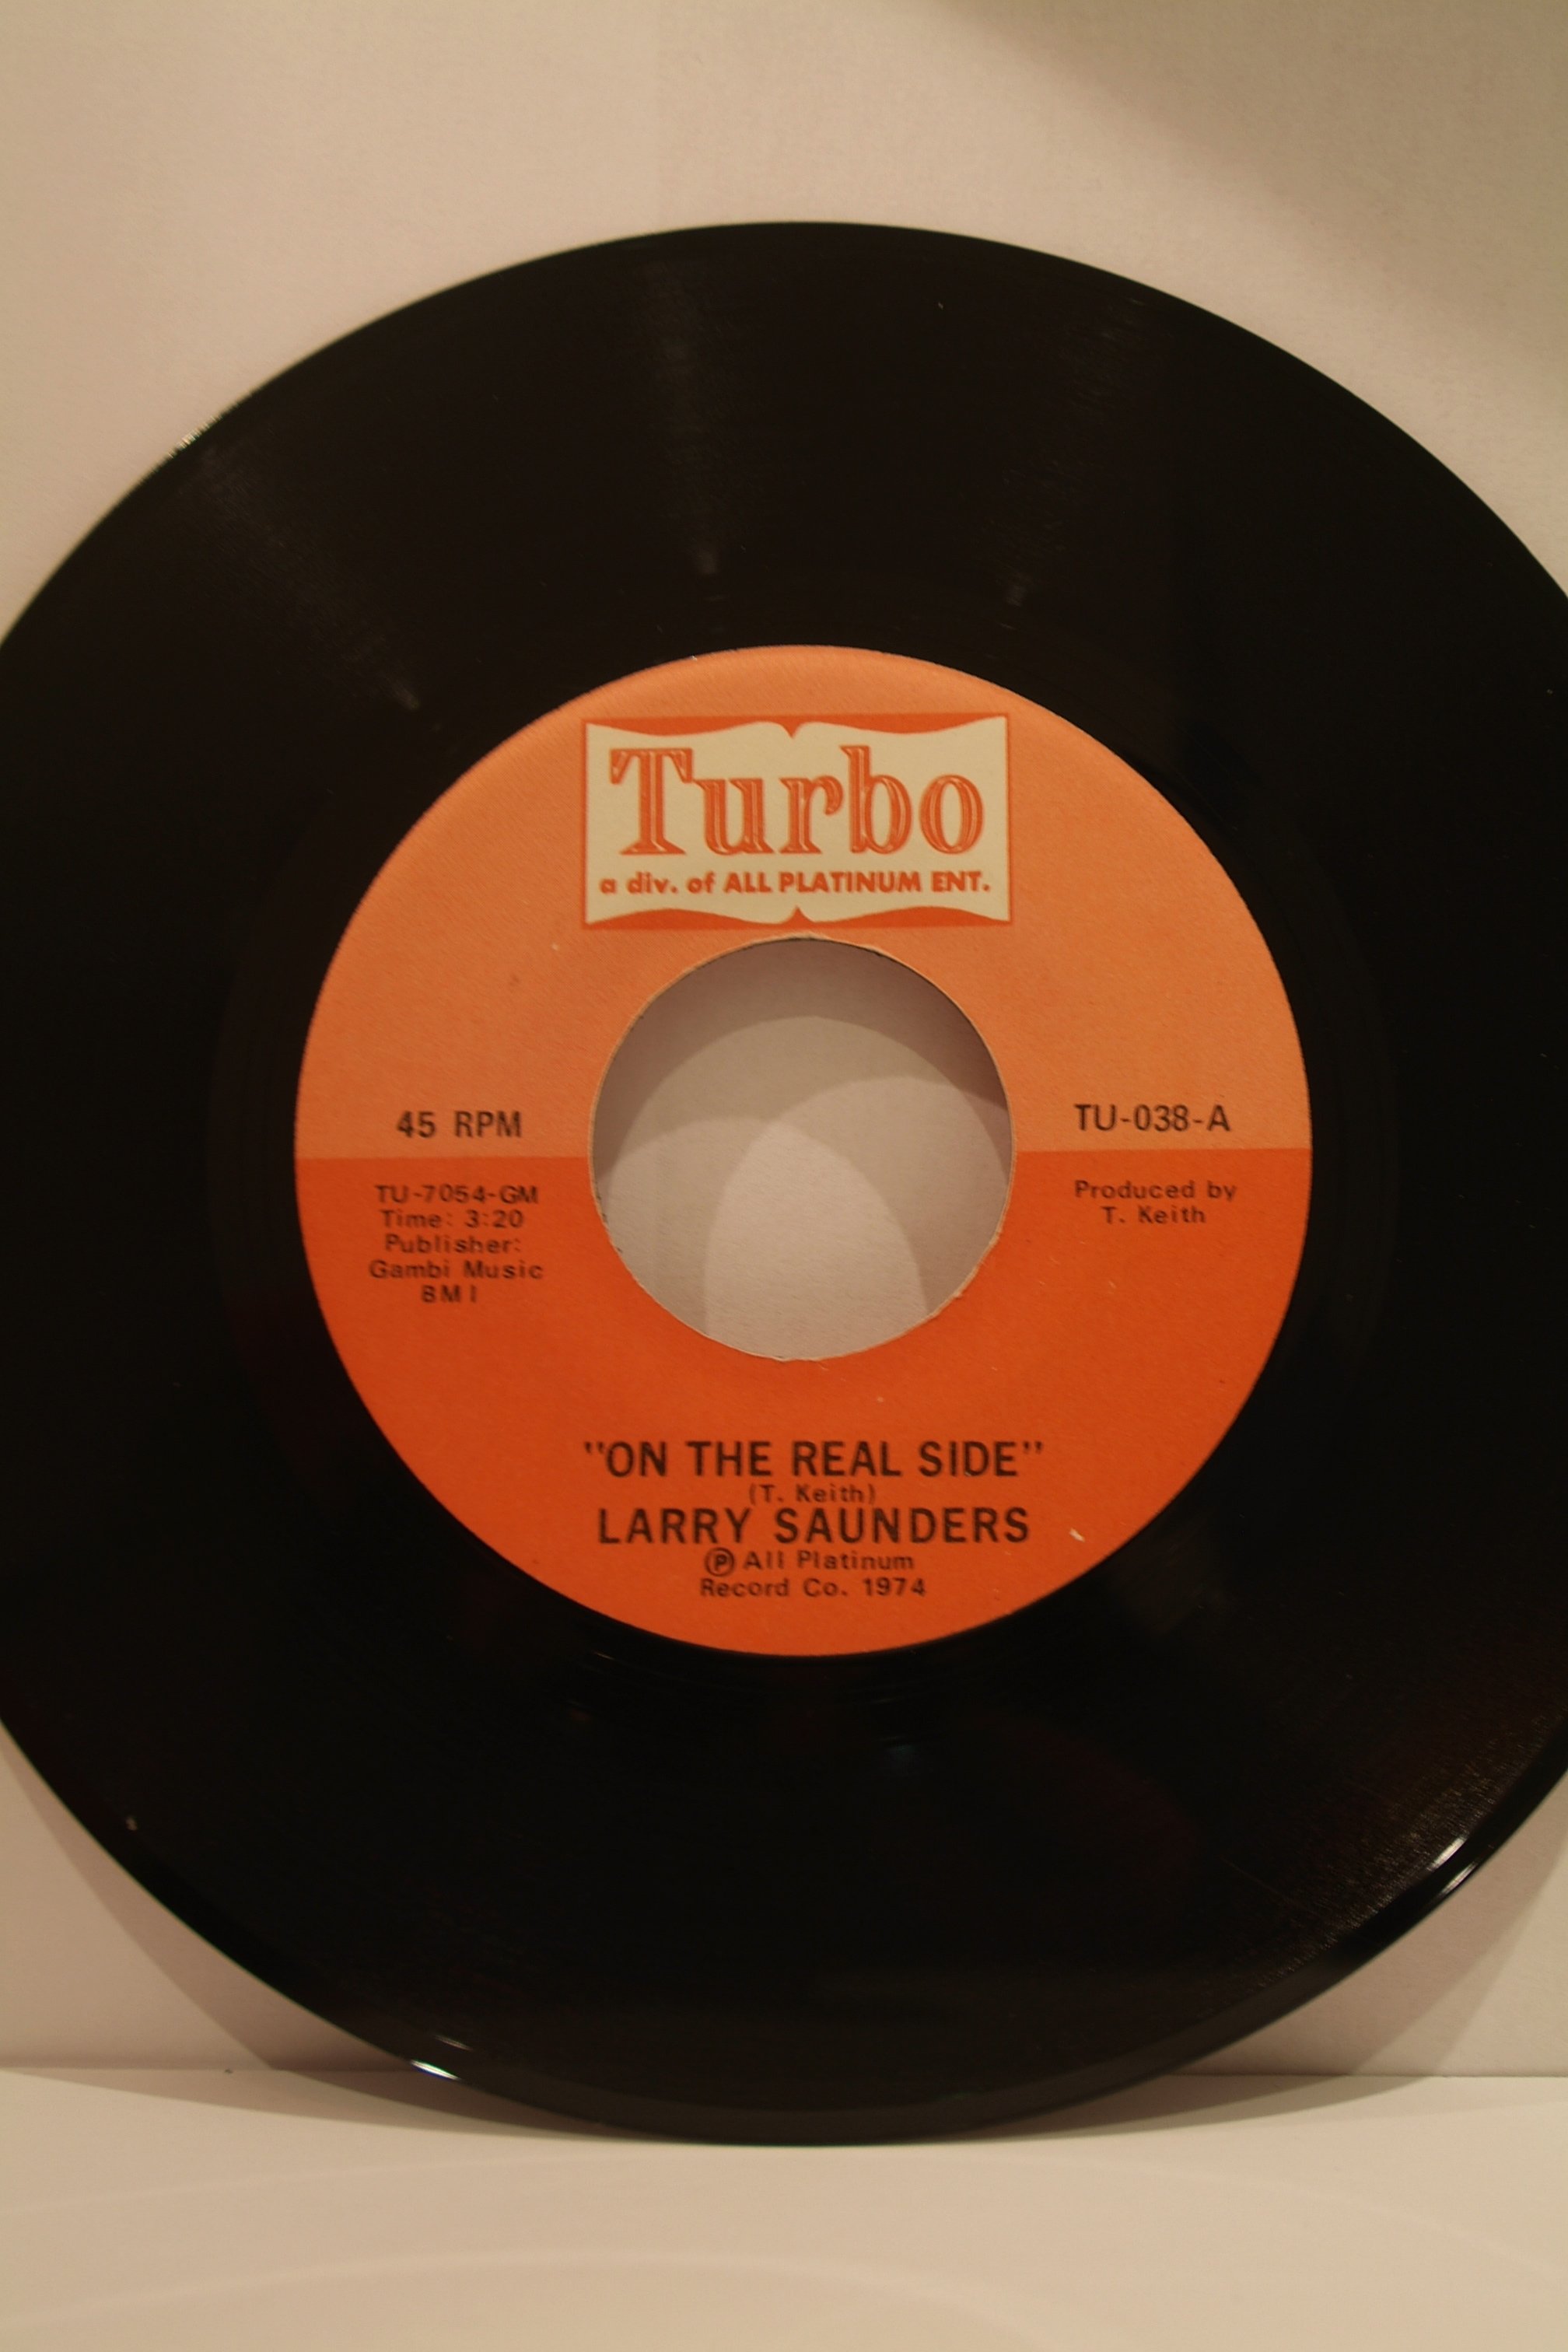 Turbo
a div. of ALL PLATINUM ENT.
45 RPM
TU-038-A
TU-7054-GM
Time: 3:20
Publisher:
Gambi Music
BMI
Produced by
T. Keith
"ON THE REAL SIDE"
(T. Keith)
LARRY SAUNDERS
℗ All Platinum
Record Co. 1974